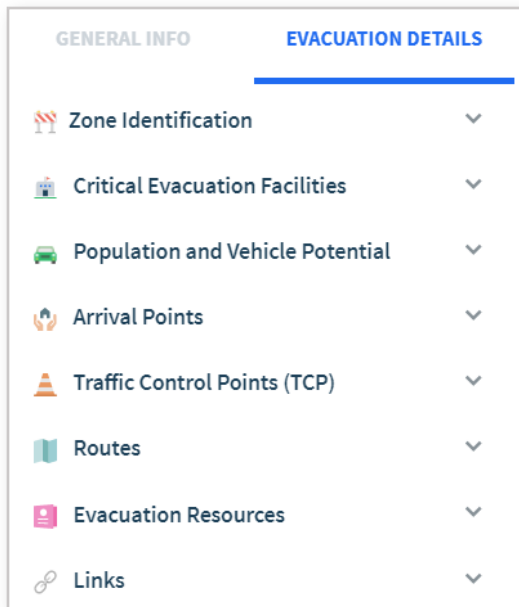 GENERAL INFO EVACUATION DETAILS
Zone Identification
Critical Evacuation Facilities
Population and Vehicle Potential
Arrival Points
Traffic Control Points (TCP)
Routes
Evacuation Resources
Links